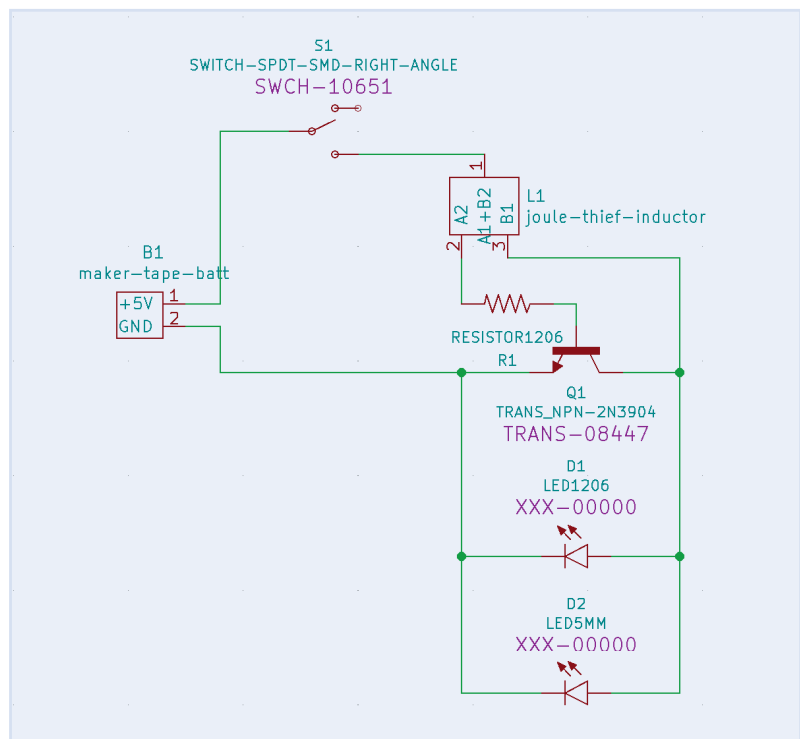 S1
SWITCH-SPDT-SMD-RIGHT-ANGLE
SWCH-10651
1
L1
joule-thief-inductor
A2
A1+B2
B1
2
3
B1
maker-tape-batt
+5V 1
GND 2
RESISTOR1206
R1
Q1
TRANS_NPN-2N3904
TRANS-08447
D1
LED1206
XXX-00000
D2
LED5MM
XXX-00000